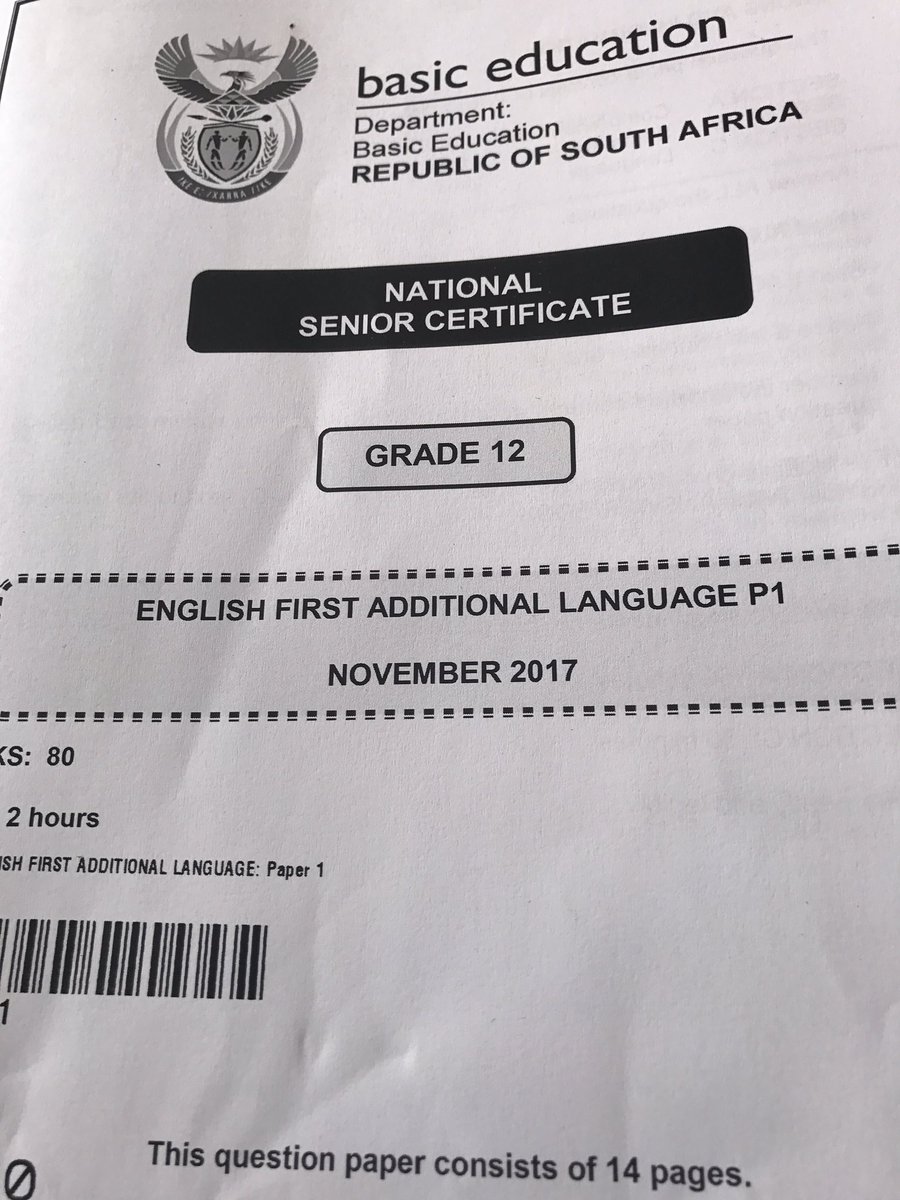 basic education
Department:
Basic Education
REPUBLIC OF SOUTH AFRICA
NATIONAL
SENIOR CERTIFICATE
GRADE 12
ENGLISH FIRST ADDITIONAL LANGUAGE P1
NOVEMBER 2017
KS: 80
2 hours
ISH FIRST ADDITIONAL LANGUAGE: Paper 1
1
0
This question paper consists of 14 pages.